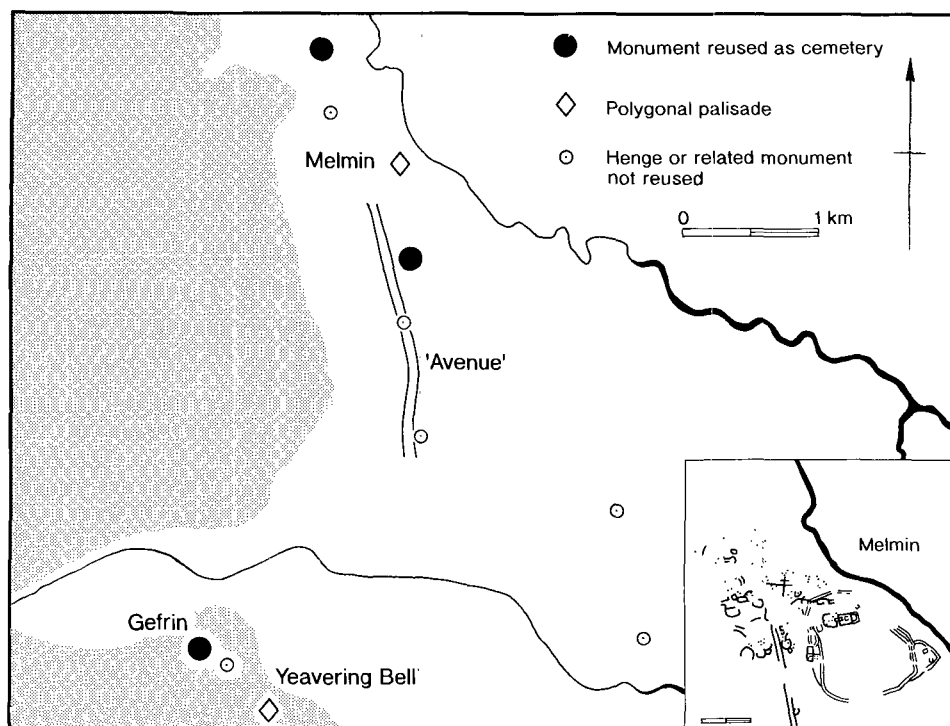 Monument reused as cemetery
Polygonal palisade
Henge or related monument
not reused
0 1 km
Melmin
'Avenue'
Gefrin
Yeavering Bell
Melmin